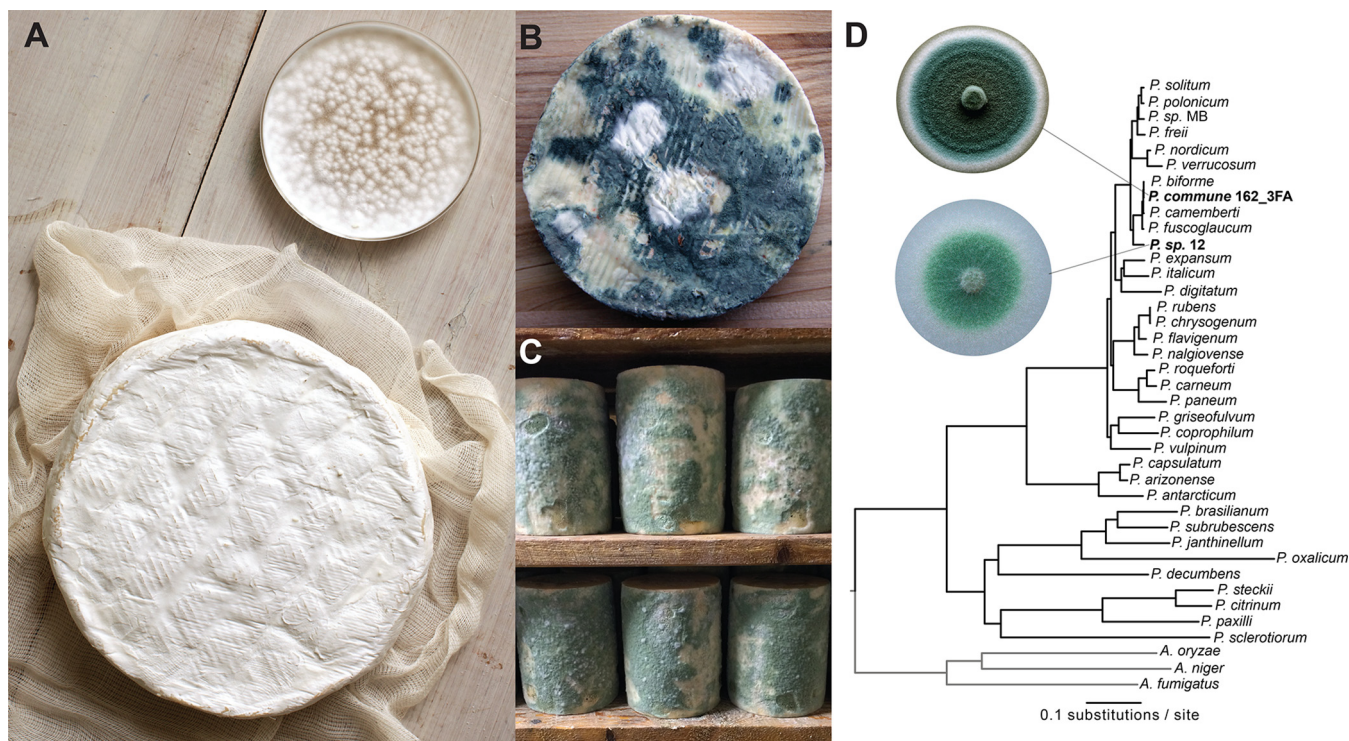 A
B
C
D
P. solitum
P. polonicum
P. sp. MB
P. freii
P. nordicum
P. verrucosum
P. biforme
P. commune 162_3FA
P. camemberti
P. fuscoglaucum
P. sp. 12
P. expansum
P. italicum
P. digitatum
P. rubens
P. chrysogenum
P. flavigenum
P. nalgiovense
P. roqueforti
P. carneum
P. paneum
P. griseofulvum
P. coprophilum
P. vulpinum
P. capsulatum
P. arizonense
P. antarcticum
P. brasilianum
P. subrubescens
P. janthinellum
P. oxalicum
P. decumbens
P. steckii
P. citrinum
P. paxilli
P. sclerotiorum
A. oryzae
A. niger
A. fumigatus
0.1 substitutions / site